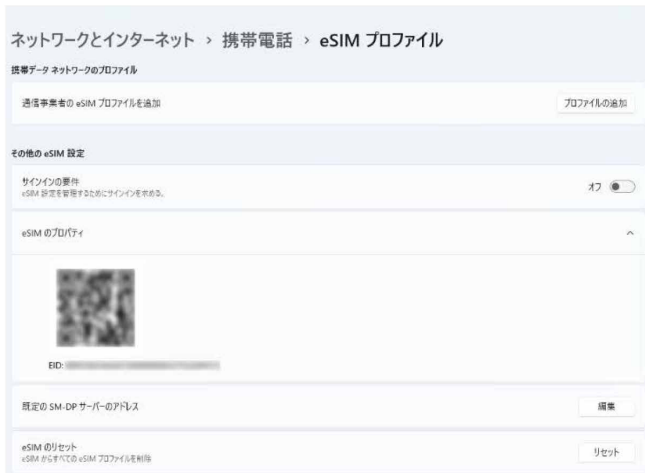 ネットワークとインターネット › 携帯電話 › eSIM プロファイル
携帯データ ネットワークのプロファイル
通信事業者の eSIM プロファイルを追加
プロファイルの追加
その他の eSIM 設定
サインインの要件
オフ
eSIM 設定を管理するためにサインインを求める。
eSIM のプロパティ
EID:
既定の SM-DP サーバーのアドレス
編集
eSIM のリセット
リセット
eSIM からすべての eSIM プロファイルを削除